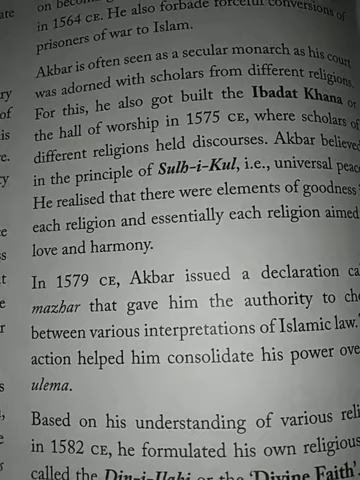 on becom
in 1564 CE. He also forbade forceful conversions of
prisoners of war to Islam.
Akbar is often seen as a secular monarch as his court
was adorned with scholars from different religions.
For this, he also got built the Ibadat Khana or
the hall of worship in 1575 CE, where scholars of
different religions held discourses. Akbar believed
in the principle of Sulh-i-Kul, i.e., universal peac
He realised that there were elements of goodness
each religion and essentially each religion aimed
love and harmony.
In 1579 CE, Akbar issued a declaration ca
mazhar that gave him the authority to cho
between various interpretations of Islamic law.
action helped him consolidate his power ove
ulema.
Based on his understanding of various reli
in 1582 CE, he formulated his own religious
called the Din-i-Ilahi or the 'Divine Faith'.